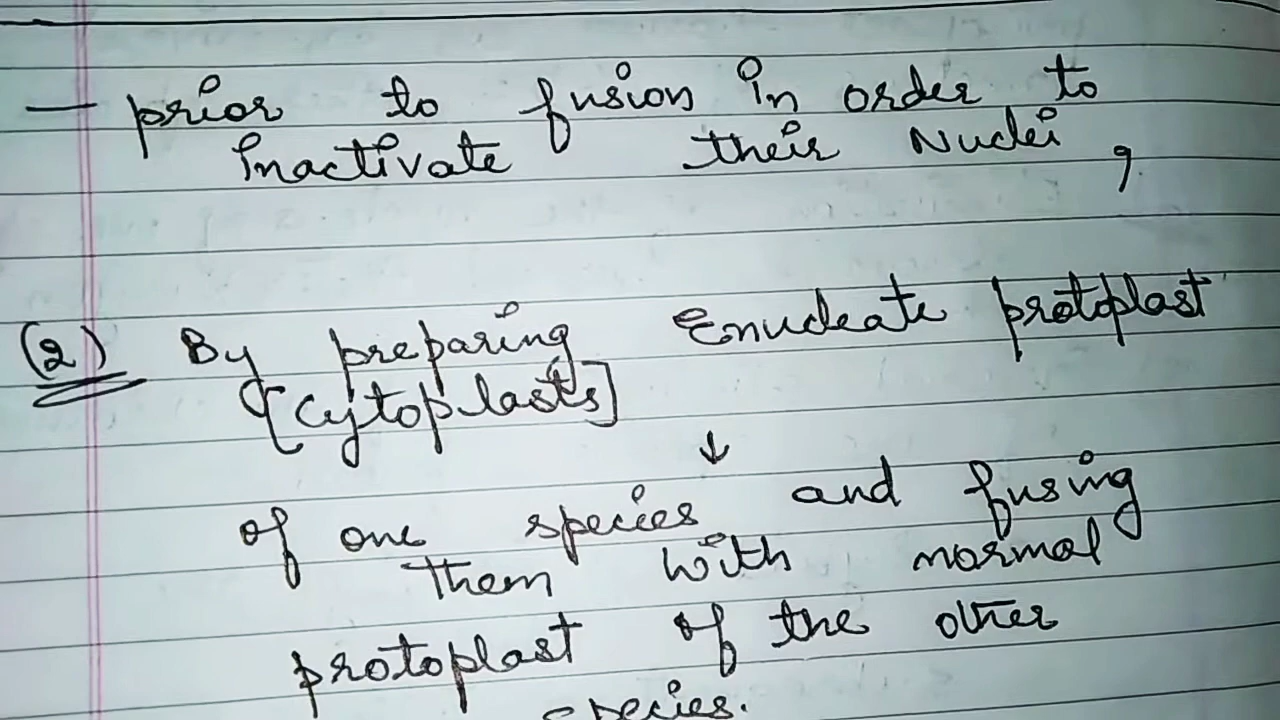 — prior to fusion in order to
inactivate their Nuclei,
(2) By preparing Enucleate protoplast
[Cytoplasts]
↓
of one species and fusing
them with normal
protoplast of the other
species.